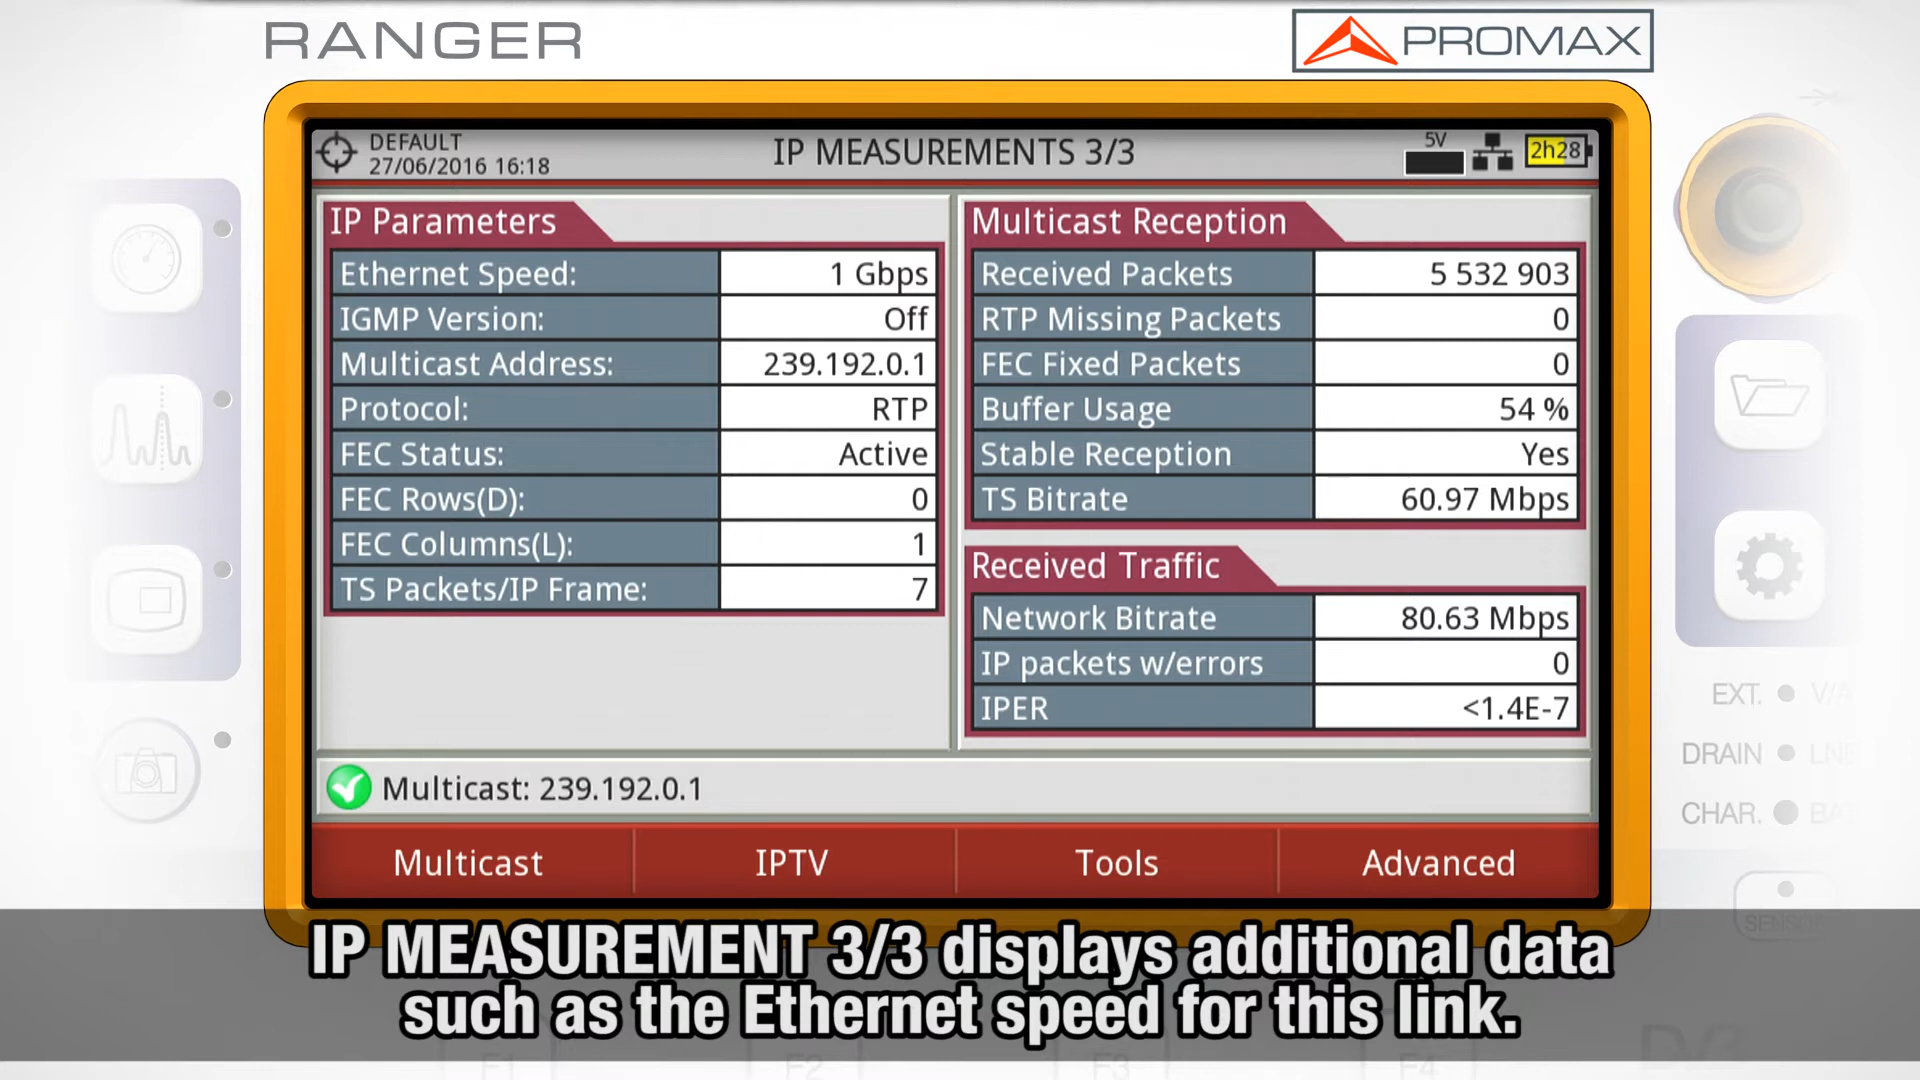 RANGER
PROMAX
DEFAULT
27/06/2016 16:18
IP MEASUREMENTS 3/3
5V
2h28
IP Parameters
Ethernet Speed: 1 Gbps
IGMP Version: Off
Multicast Address: 239.192.0.1
Protocol: RTP
FEC Status: Active
FEC Rows(D): 0
FEC Columns(L): 1
TS Packets/IP Frame: 7
Multicast Reception
Received Packets 5 532 903
RTP Missing Packets 0
FEC Fixed Packets 0
Buffer Usage 54 %
Stable Reception Yes
TS Bitrate 60.97 Mbps
Received Traffic
Network Bitrate 80.63 Mbps
IP packets w/errors 0
IPER <1.4E-7
Multicast: 239.192.0.1
Multicast IPTV Tools Advanced
EXT.
DRAIN
CHAR.
IP MEASUREMENT 3/3 displays additional data
such as the Ethernet speed for this link.
F1 F2 F3 F4